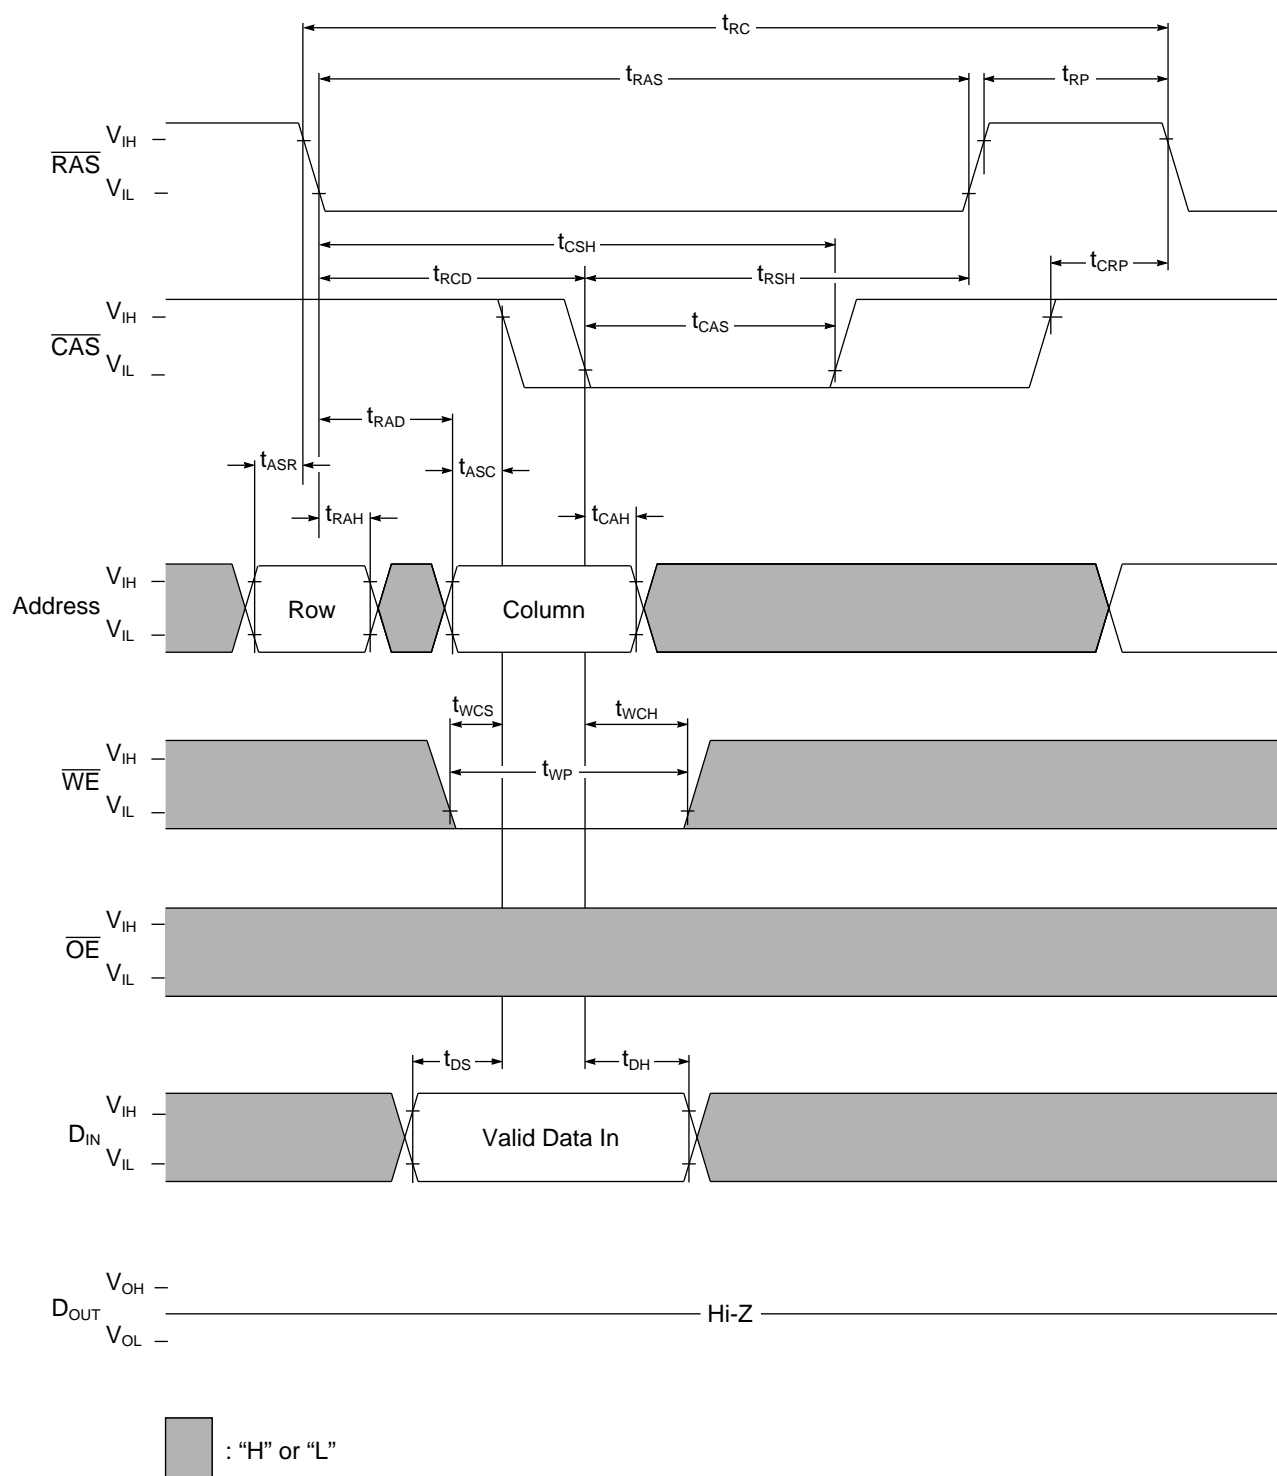 tRC
tRAS
tRP
VIH
RAS
VIL
tCSH
tRCD
tRSH
tCRP
VIH
CAS
VIL
tCAS
tRAD
tASR
tASC
tRAH
tCAH
VIH
Address
VIL
Row
Column
tWCS
tWCH
VIH
WE
VIL
tWP
VIH
OE
VIL
tDS
tDH
VIH
DIN
VIL
Valid Data In
VOH
DOUT
VOL
Hi-Z
: “H” or “L”